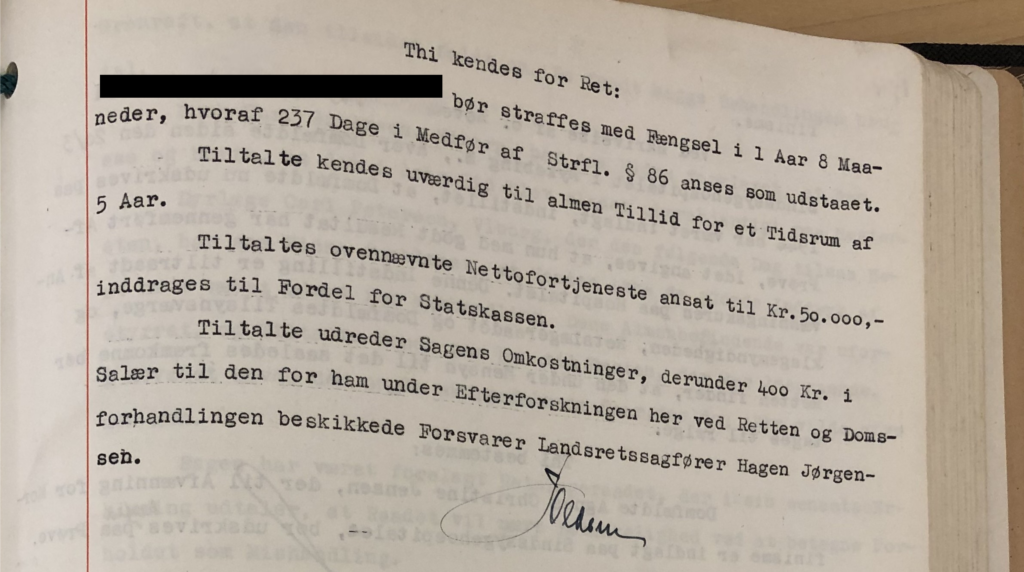 Thi kendes for Ret:
bør straffes med Fængsel i 1 Aar 8 Maa-
neder, hvoraf 237 Dage i Medfør af Strfl. § 86 anses som udstaaet.
Tiltalte kendes uværdig til almen Tillid for et Tidsrum af
5 Aar.
Tiltaltes ovennævnte Nettofortjeneste ansat til Kr.50.000,-
inddrages til Fordel for Statskassen.
Tiltalte udreder Sagens Omkostninger, derunder 400 Kr. i
Salær til den for ham under Efterforskningen her ved Retten og Doms-
forhandlingen beskikkede Forsvarer Landsretssagfører Hagen Jørgen-
sen.